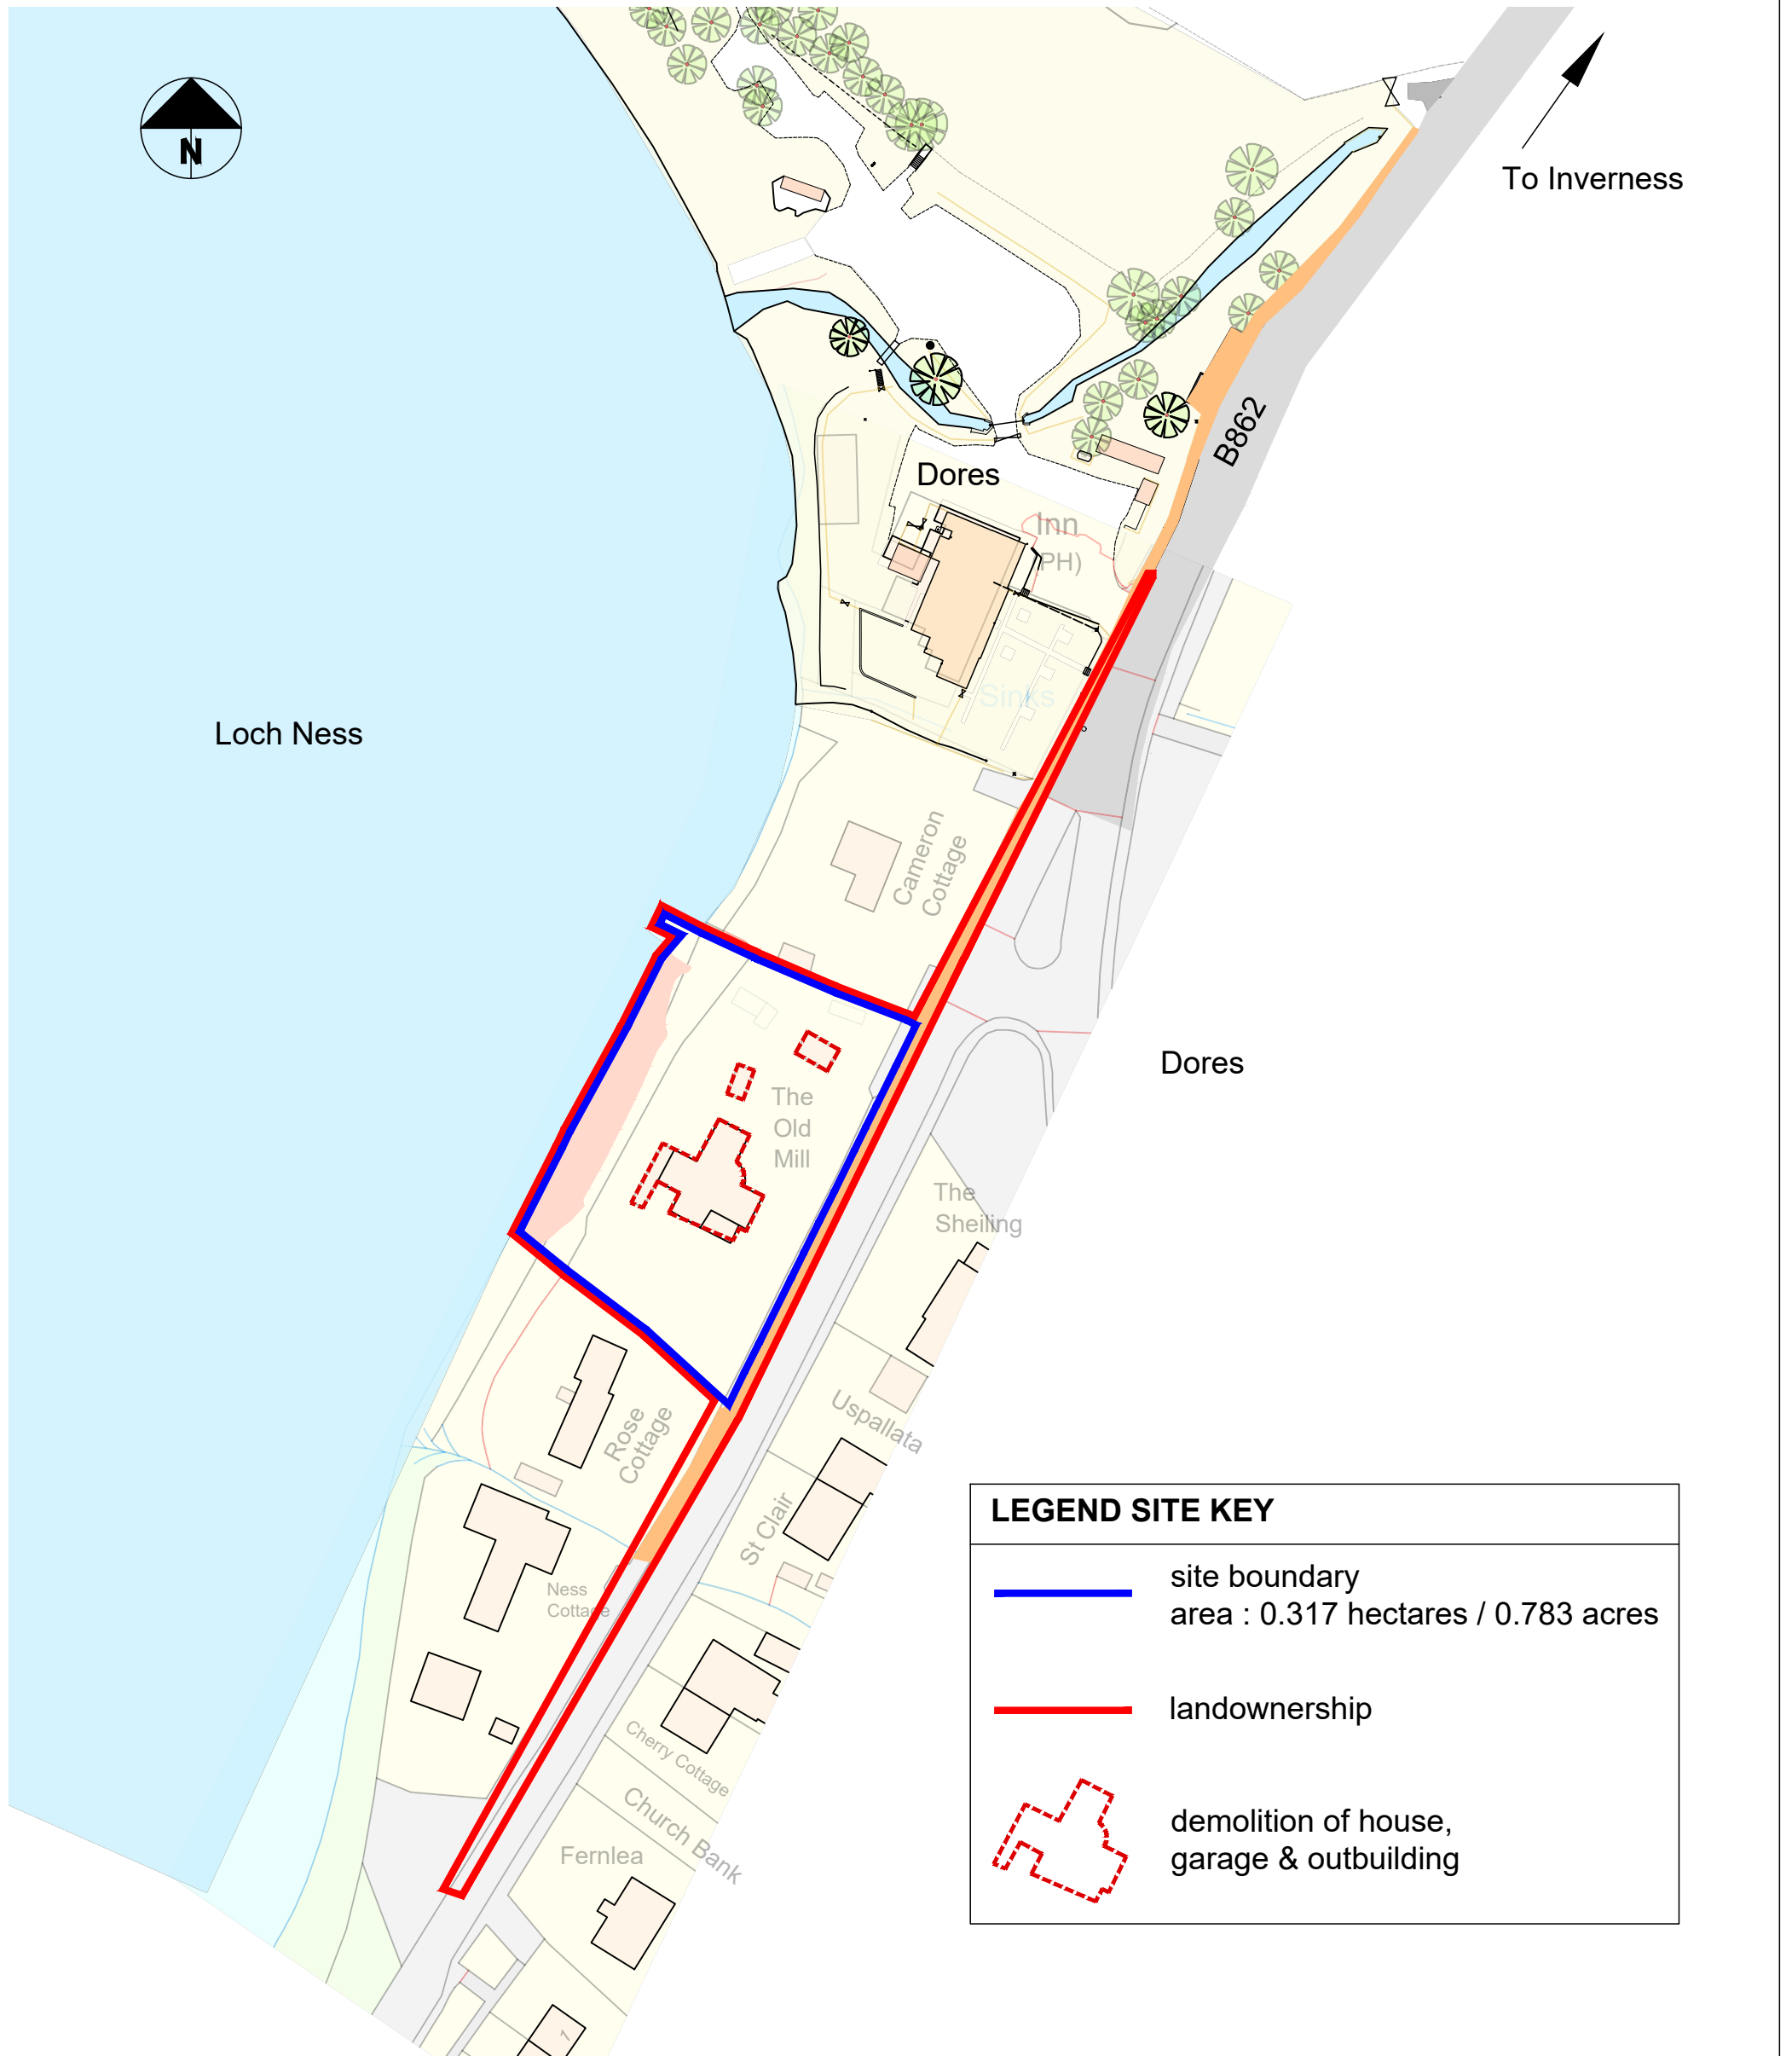 N
To Inverness
B862
Dores
Inn
PH)
Sinks
Loch Ness
Cameron
Cottage
Dores
The
Old
Mill
The
Sheiling
Uspallata
Rose
Cottage
St Clair
Ness
Cottage
Cherry Cottage
Church Bank
Fernlea
7
LEGEND SITE KEY
site boundary
area : 0.317 hectares / 0.783 acres
landownership
demolition of house,
garage & outbuilding